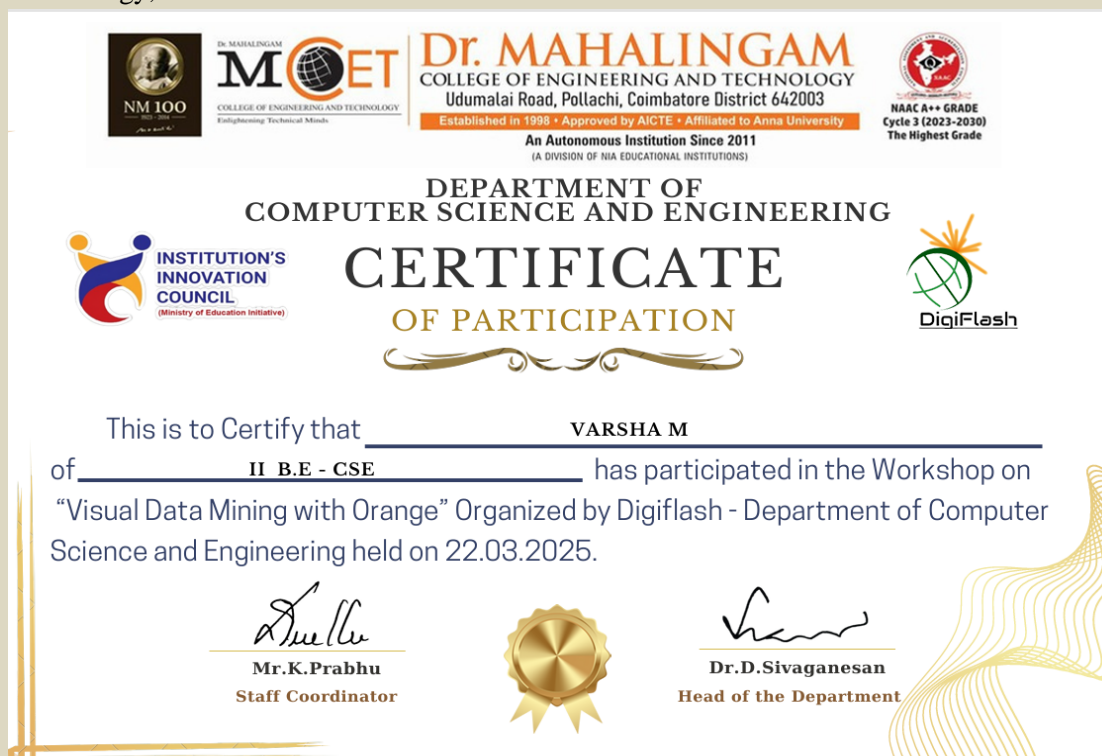 NM 100
1923 - 2014
Dr. MAHALINGAM
MCET
COLLEGE OF ENGINEERING AND TECHNOLOGY
Enlightening Technical Minds
Dr. MAHALINGAM
COLLEGE OF ENGINEERING AND TECHNOLOGY
Udumalai Road, Pollachi, Coimbatore District 642003
Established in 1998 • Approved by AICTE • Affiliated to Anna University
An Autonomous Institution Since 2011
(A DIVISION OF NIA EDUCATIONAL INSTITUTIONS)
NAAC
NAAC A++ GRADE
Cycle 3 (2023-2030)
The Highest Grade
DEPARTMENT OF
COMPUTER SCIENCE AND ENGINEERING
INSTITUTION'S
INNOVATION
COUNCIL
(Ministry of Education Initiative)
CERTIFICATE
OF PARTICIPATION
DigiFlash
This is to Certify that VARSHA M
of II B.E - CSE has participated in the Workshop on
“Visual Data Mining with Orange” Organized by Digiflash - Department of Computer
Science and Engineering held on 22.03.2025.
Mr.K.Prabhu
Staff Coordinator
Dr.D.Sivaganesan
Head of the Department